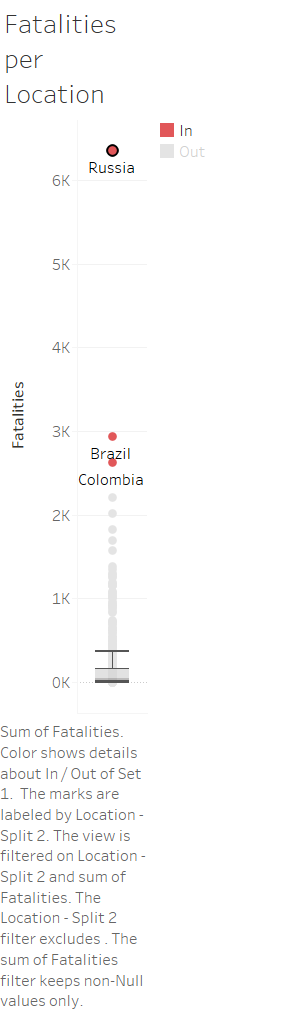 Fatalities
per
Location
In
Out
Russia
6K
5K
4K
3K
Brazil
Colombia
2K
1K
0K
Fatalities
Sum of Fatalities.
Color shows details
about In / Out of Set
1.  The marks are
labeled by Location -
Split 2. The view is
filtered on Location -
Split 2 and sum of
Fatalities. The
Location - Split 2
filter excludes . The
sum of Fatalities
filter keeps non-Null
values only.